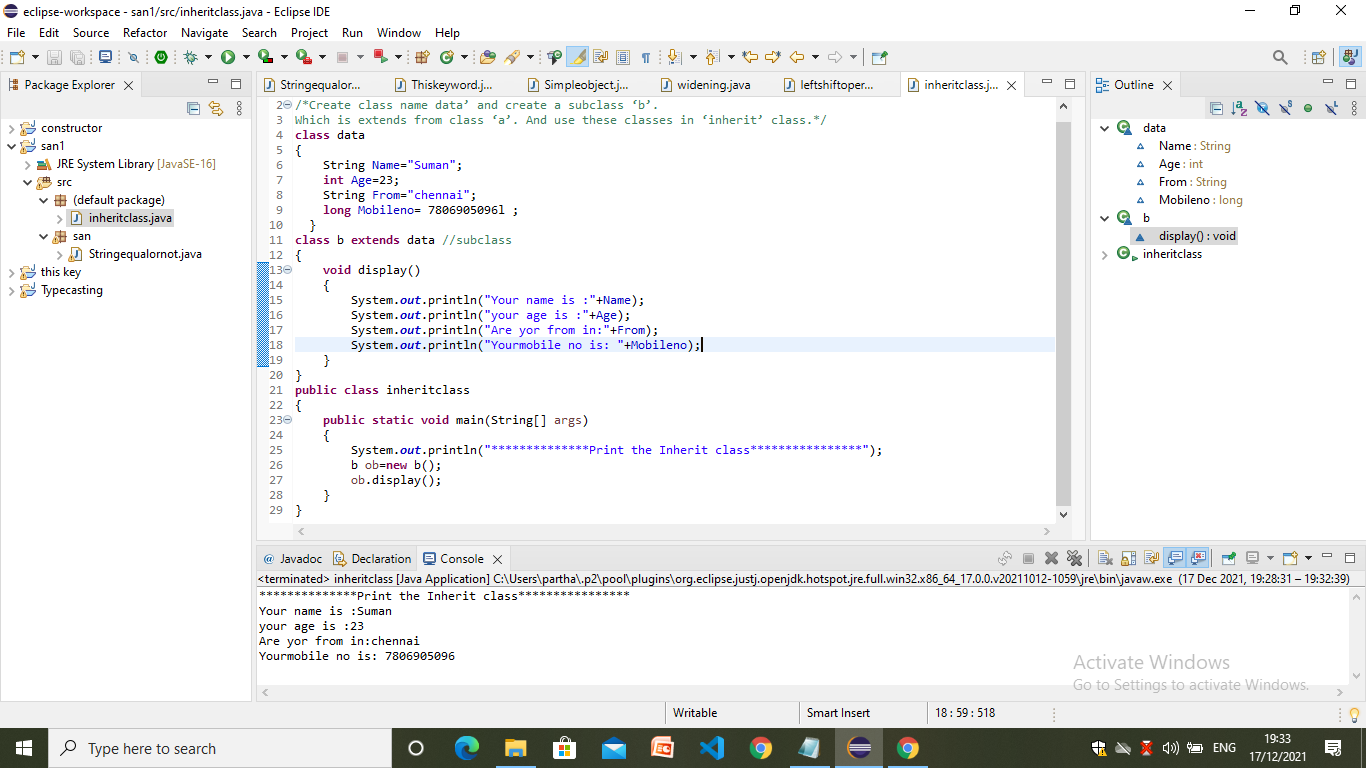 eclipse-workspace - san1/src/inheritclass.java - Eclipse IDE
File Edit Source Refactor Navigate Search Project Run Window Help
Package Explorer
constructor
san1
JRE System Library [JavaSE-16]
src
(default package)
inheritclass.java
san
Stringequalornot.java
this key
Typecasting
Stringequalor... Thiskeyword.j... Simpleobject.j... widening.java leftshiftoper... inheritclass.j...
2 /*Create class name data’ and create a subclass ‘b’.
3 Which is extends from class ‘a’. And use these classes in ‘inherit’ class.*/
4 class data
5 {
6 String Name="Suman";
7 int Age=23;
8 String From="chennai";
9 long Mobileno= 7806905096l ;
10 }
11 class b extends data //subclass
12 {
13 void display()
14 {
15 System.out.println("Your name is :"+Name);
16 System.out.println("your age is :"+Age);
17 System.out.println("Are yor from in:"+From);
18 System.out.println("Yourmobile no is: "+Mobileno);
19 }
20 }
21 public class inheritclass
22 {
23 public static void main(String[] args)
24 {
25 System.out.println("**************Print the Inherit class****************");
26 b ob=new b();
27 ob.display();
28 }
29 }
Outline
data
Name : String
Age : int
From : String
Mobileno : long
b
display() : void
inheritclass
@ Javadoc Declaration Console
<terminated> inheritclass [Java Application] C:\Users\partha\.p2\pool\plugins\org.eclipse.justj.openjdk.hotspot.jre.full.win32.x86_64_17.0.0.v20211012-1059\jre\bin\javaw.exe (17 Dec 2021, 19:28:31 – 19:32:39)
**************Print the Inherit class****************
Your name is :Suman
your age is :23
Are yor from in:chennai
Yourmobile no is: 7806905096
Activate Windows
Go to Settings to activate Windows.
Writable Smart Insert 18 : 59 : 518
Type here to search
ENG
19:33
17/12/2021